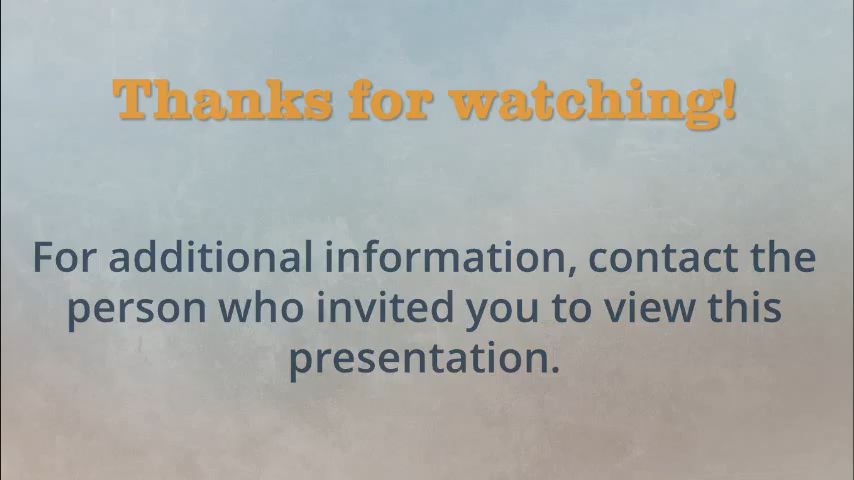 Thanks for watching!
For additional information, contact the
person who invited you to view this
presentation.